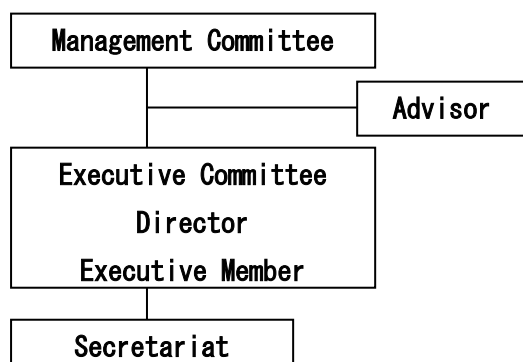 Management Committee
Advisor
Executive Committee
Director
Executive Member
Secretariat